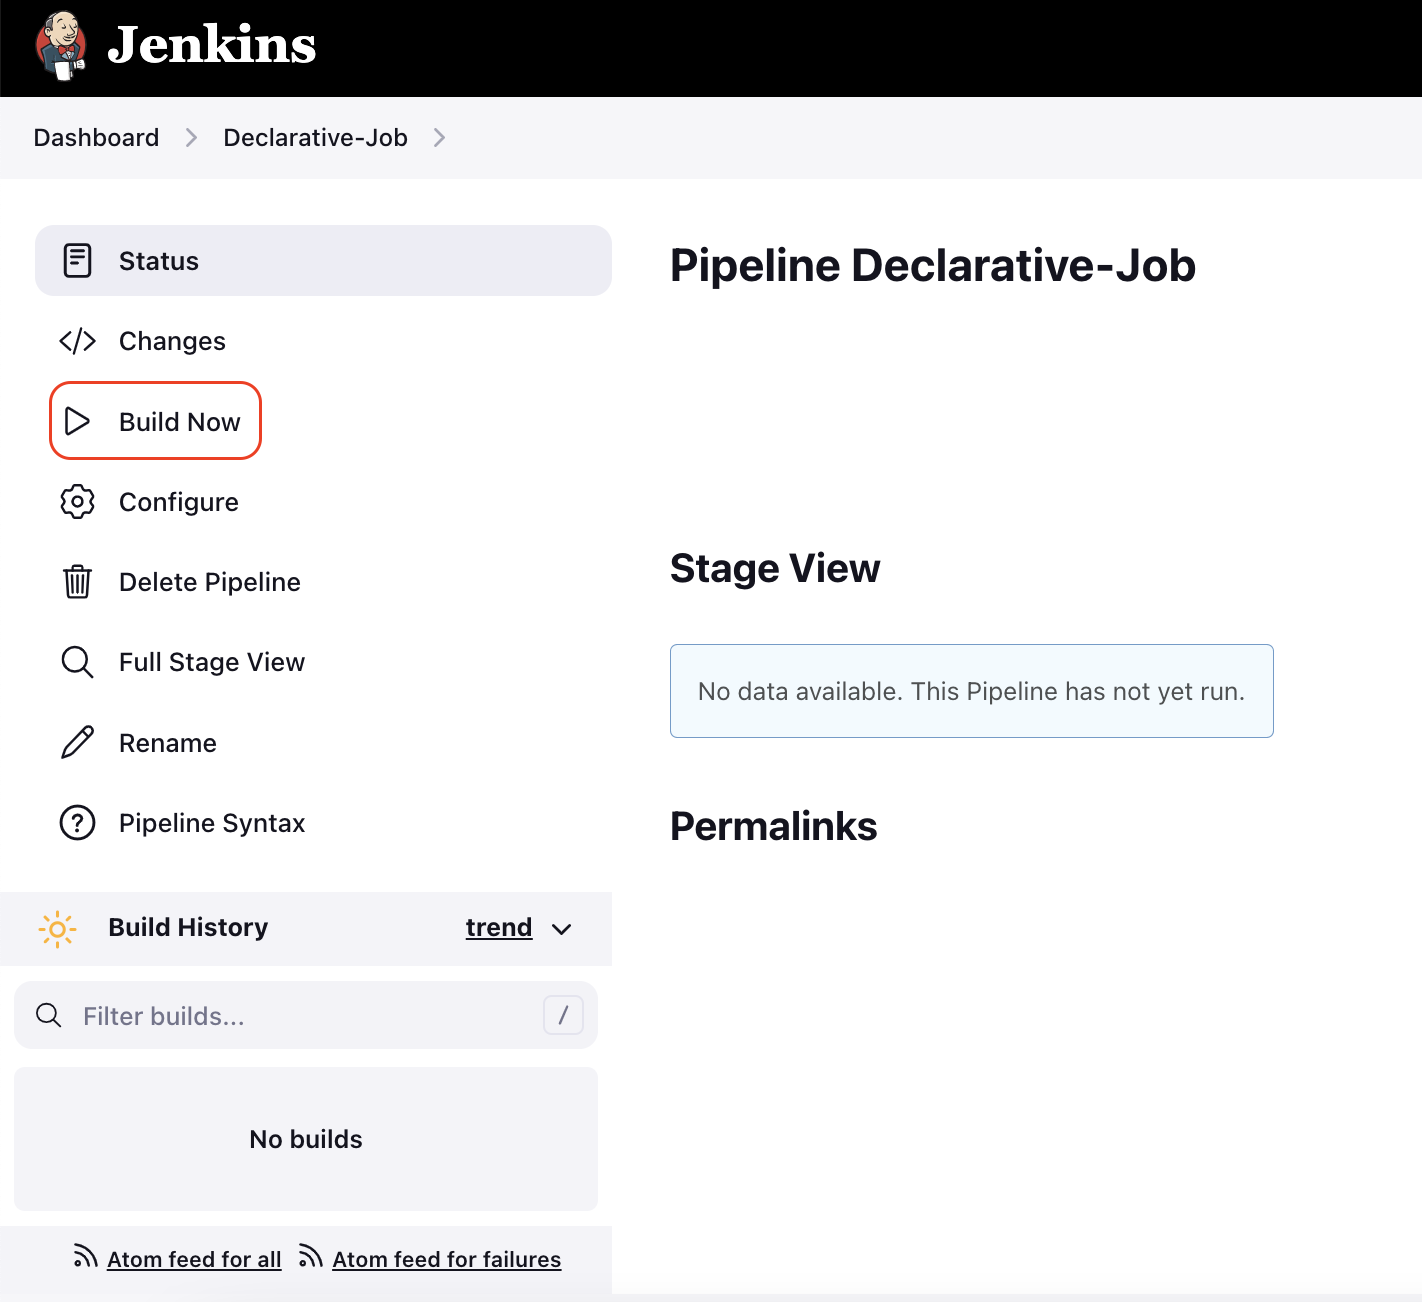 Jenkins
Dashboard
Declarative-Job
Status
Changes
Build Now
Configure
Delete Pipeline
Full Stage View
Rename
Pipeline Syntax
Build History
trend
Filter builds...
/
No builds
Atom feed for all
Atom feed for failures
Pipeline Declarative-Job
Stage View
No data available. This Pipeline has not yet run.
Permalinks